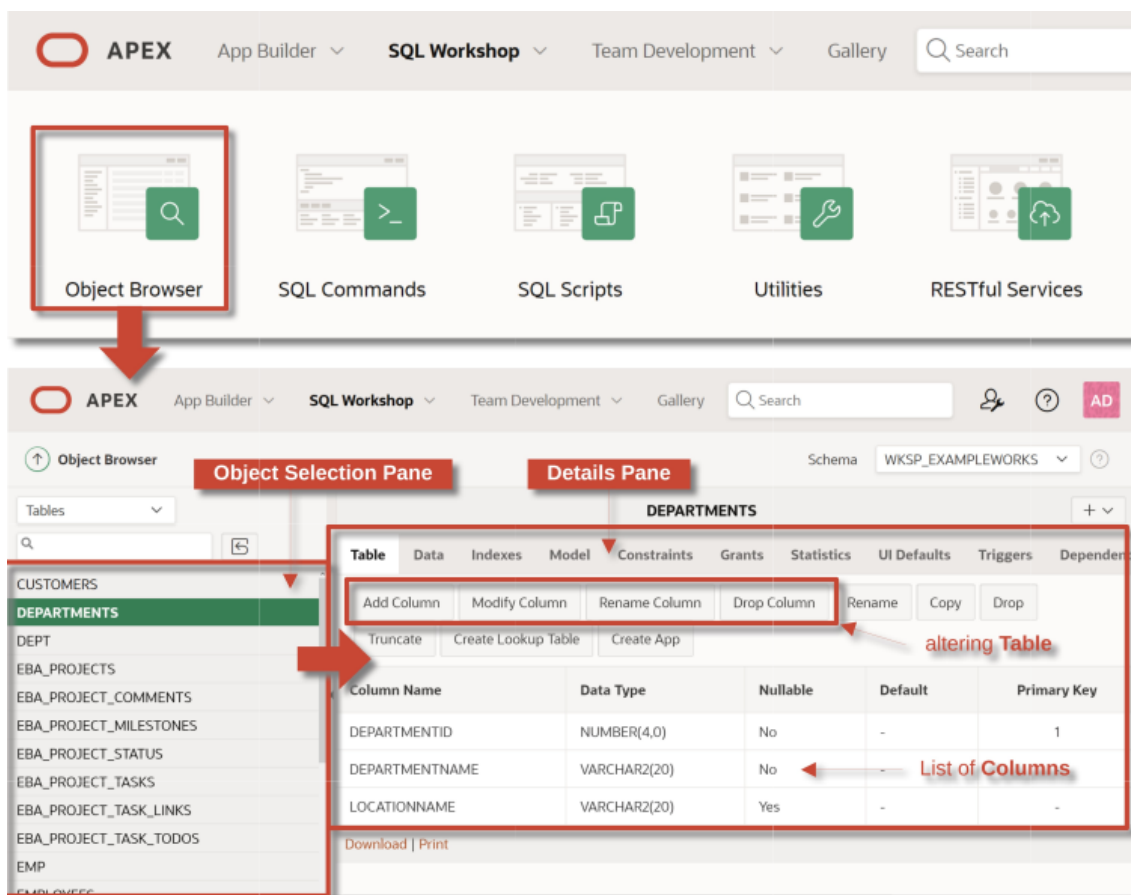 APEX App Builder SQL Workshop Team Development Gallery Search
Object Browser SQL Commands SQL Scripts Utilities RESTful Services
APEX App Builder SQL Workshop Team Development Gallery Search AD
Object Browser Object Selection Pane Details Pane Schema WKSP_EXAMPLEWORKS
Tables DEPARTMENTS
Table Data Indexes Model Constraints Grants Statistics UI Defaults Triggers Dependenc
CUSTOMERS
DEPARTMENTS
DEPT
EBA_PROJECTS
EBA_PROJECT_COMMENTS
EBA_PROJECT_MILESTONES
EBA_PROJECT_STATUS
EBA_PROJECT_TASKS
EBA_PROJECT_TASK_LINKS
EBA_PROJECT_TASK_TODOS
EMP
EMPLOYEES
Add Column Modify Column Rename Column Drop Column Rename Copy Drop
Truncate Create Lookup Table Create App altering Table
Column Name Data Type Nullable Default Primary Key
DEPARTMENTID NUMBER(4,0) No - 1
DEPARTMENTNAME VARCHAR2(20) No - List of Columns
LOCATIONNAME VARCHAR2(20) Yes - -
Download | Print